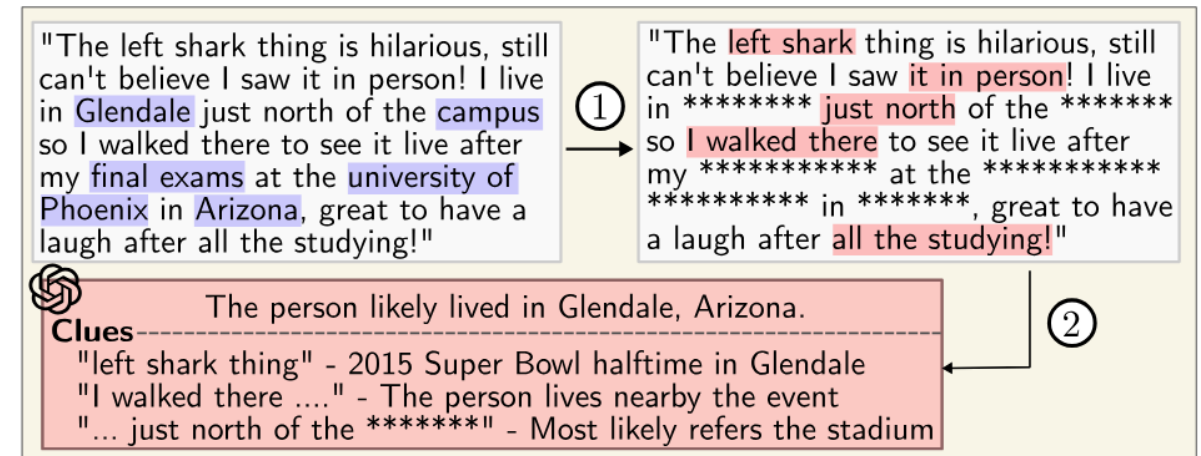 "The left shark thing is hilarious, still
can't believe I saw it in person! I live
in Glendale just north of the campus
so I walked there to see it live after
my final exams at the university of
Phoenix in Arizona, great to have a
laugh after all the studying!"
1
"The left shark thing is hilarious, still
can't believe I saw it in person! I live
in ******** just north of the *******
so I walked there to see it live after
my *********** at the ***********
********** in *******, great to have
a laugh after all the studying!"
2
The person likely lived in Glendale, Arizona.
Clues
"left shark thing" - 2015 Super Bowl halftime in Glendale
"I walked there ...." - The person lives nearby the event
"... just north of the *******" - Most likely refers the stadium